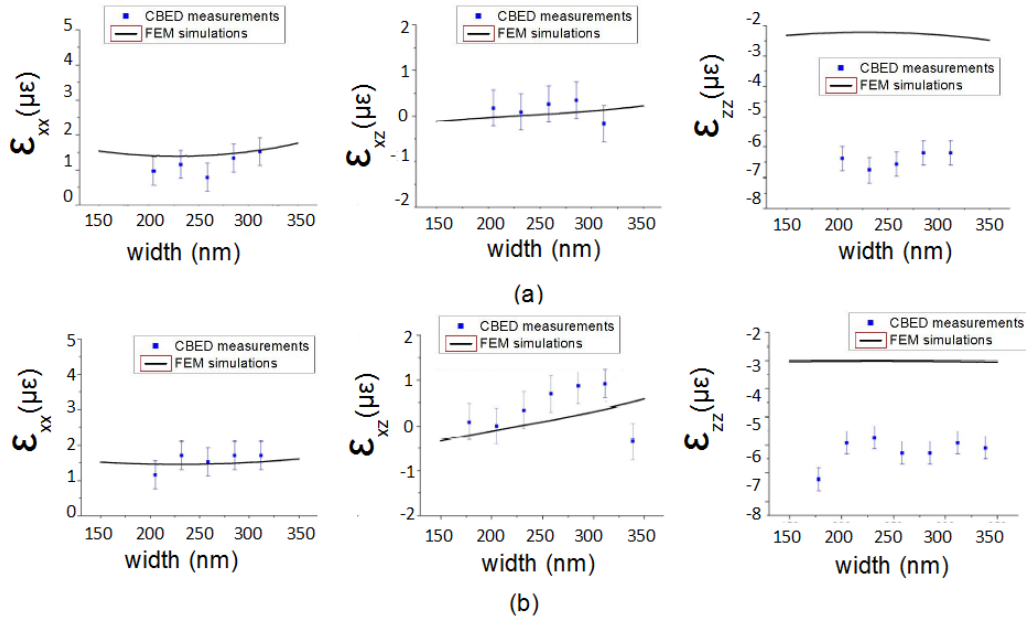 CBED measurements
FEM simulations
ε_xx(με)
5
4
3
2
1
0
150 200 250 300 350
width (nm)
CBED measurements
FEM simulations
ε_xz(με)
2
1
0
-1
-2
150 200 250 300 350
width (nm)
CBED measurements
FEM simulations
ε_zz(με)
-2
-3
-4
-5
-6
-7
-8
150 200 250 300 350
width (nm)
(a)
CBED measurements
FEM simulations
ε_xx(με)
5
4
3
2
1
0
150 200 250 300 350
width (nm)
CBED measurements
FEM simulations
ε_xz(με)
2
1
0
-1
-2
150 200 250 300 350
width (nm)
CBED measurements
FEM simulations
ε_zz(με)
-2
-3
-4
-5
-6
-7
-8
150 200 250 300 350
width (nm)
(b)